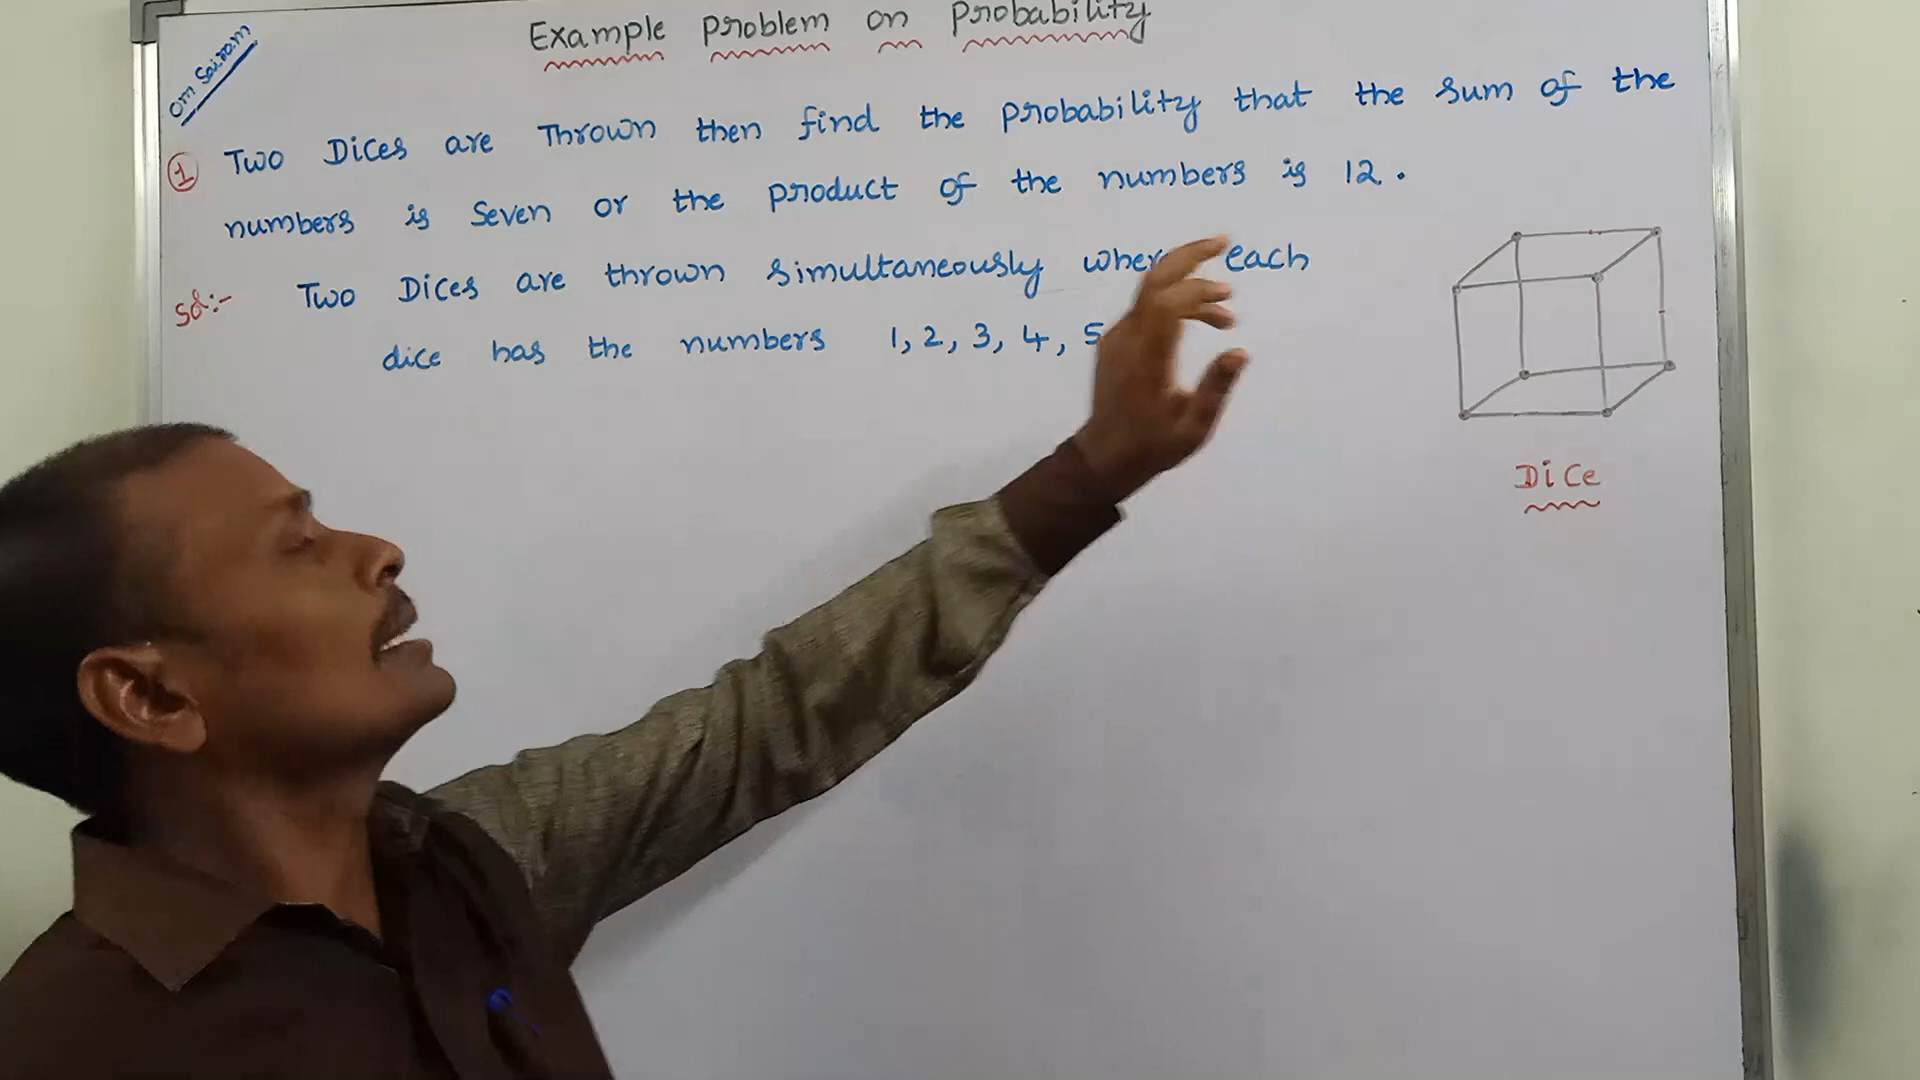 Example Problem on Probability
Om Sairam
1 Two Dices are Thrown then find the probability that the sum of the
numbers is seven or the product of the numbers is 12.
Sol:- Two Dices are thrown simultaneously where each
dice has the numbers 1, 2, 3, 4, 5
Dice